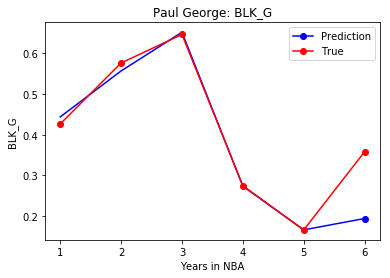 Paul George: BLK_G
Prediction
True
BLK_G
0.6
0.5
0.4
0.3
0.2
1 2 3 4 5 6
Years in NBA